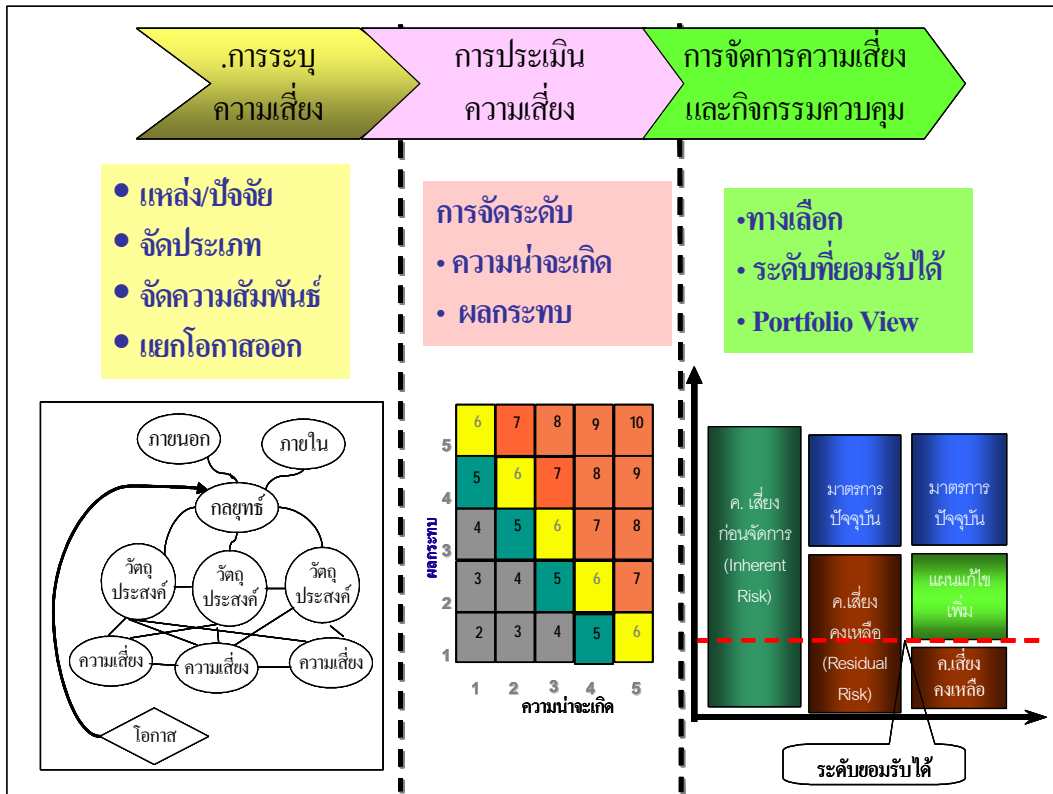 .การระบุ
ความเสี่ยง
การประเมิน
ความเสี่ยง
การจัดการความเสี่ยง
และกิจกรรมควบคุม
• แหล่ง/ปัจจัย
• จัดประเภท
• จัดความสัมพันธ์
• แยกโอกาสออก
การจัดระดับ
• ความน่าจะเกิด
• ผลกระทบ
•ทางเลือก
• ระดับที่ยอมรับได้
• Portfolio View
ภายนอก
ภายใน
กลยุทธ์
วัตถุ
ประสงค์
วัตถุ
ประสงค์
วัตถุ
ประสงค์
ความเสี่ยง
ความเสี่ยง
ความเสี่ยง
โอกาส
ผลกระทบ
5 6 7 8 9 10
4 5 6 7 8 9
3 4 5 6 7 8
2 3 4 5 6 7
1 2 3 4 5 6
1 2 3 4 5
ความน่าจะเกิด
ค. เสี่ยง
ก่อนจัดการ
(Inherent
Risk)
มาตรการ
ปัจจุบัน
ค.เสี่ยง
คงเหลือ
(Residual
Risk)
มาตรการ
ปัจจุบัน
แผนแก้ไข
เพิ่ม
ค.เสี่ยง
คงเหลือ
ระดับยอมรับได้